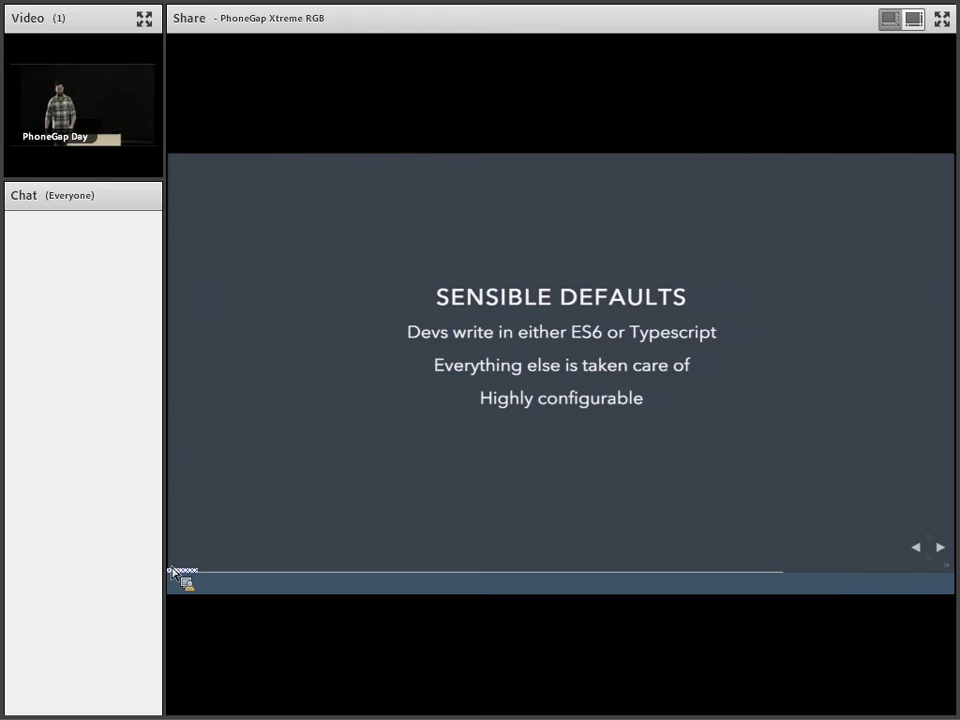 Video (1)
Share - PhoneGap Xtreme RGB
PhoneGap Day
Chat (Everyone)
SENSIBLE DEFAULTS
Devs write in either ES6 or Typescript
Everything else is taken care of
Highly configurable